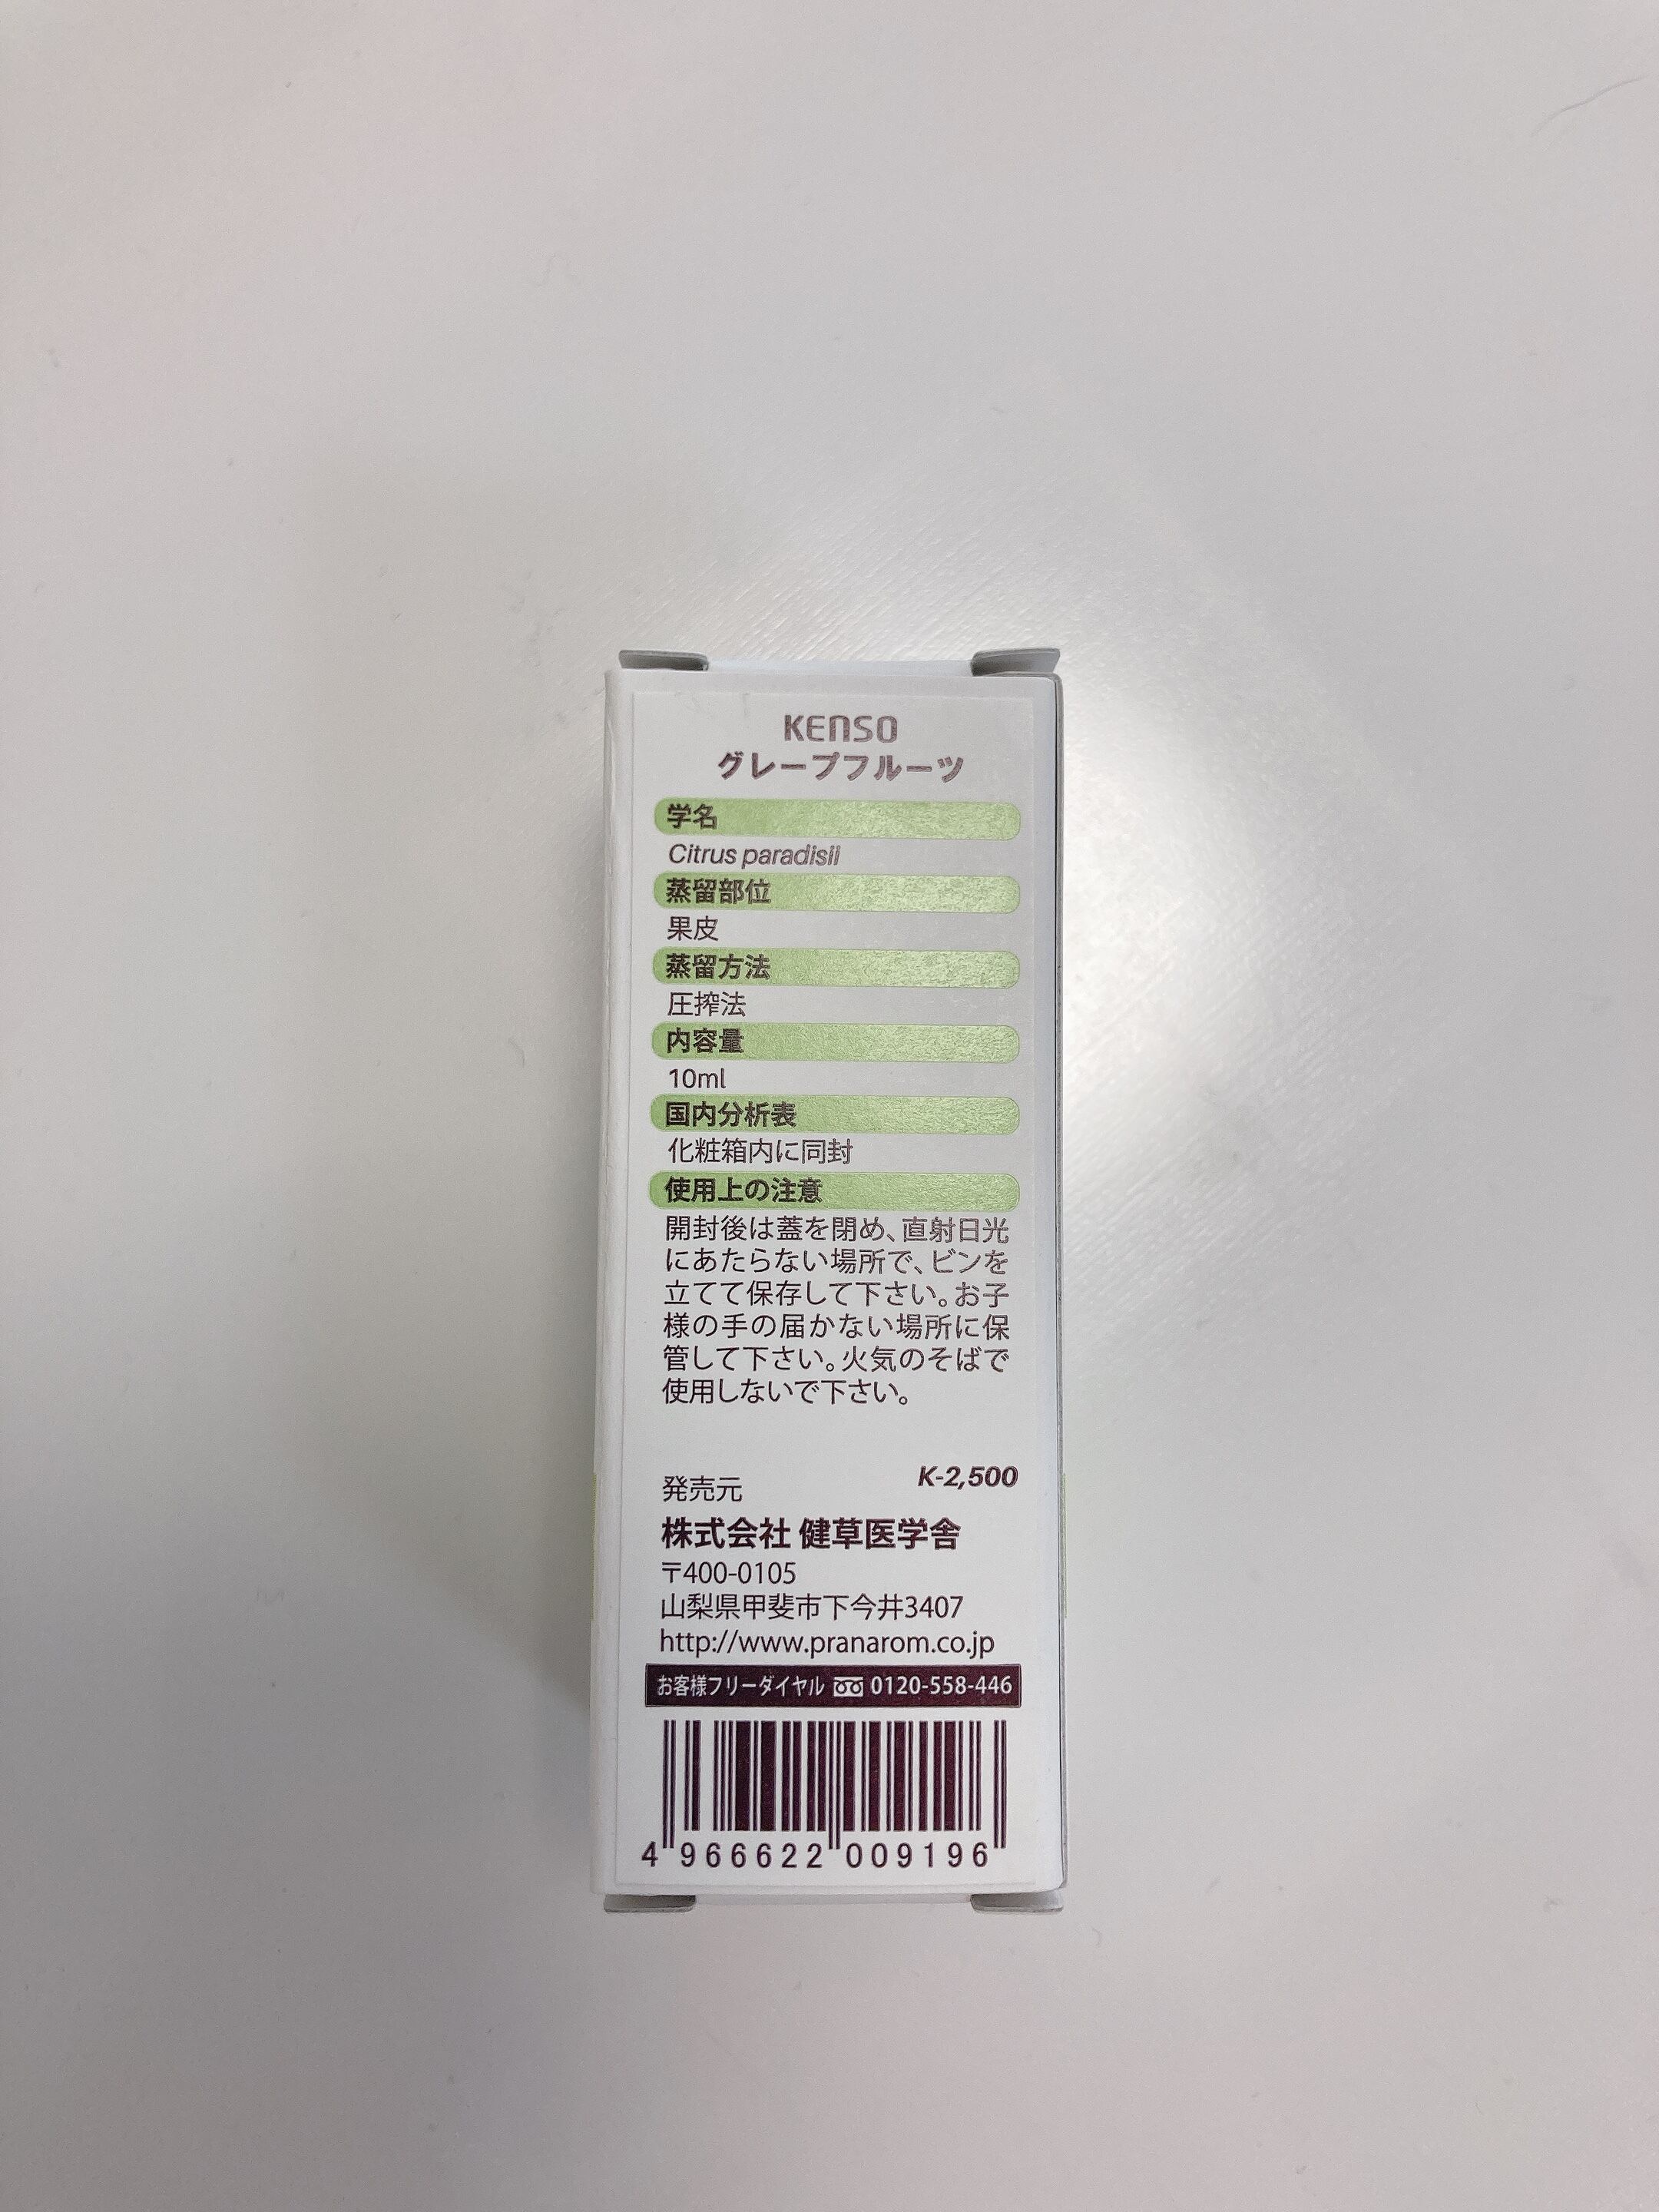 KENSO
グレープフルーツ
学名
Citrus paradisii
蒸留部位
果皮
蒸留方法
圧搾法
内容量
10ml
国内分析表
化粧箱内に同封
使用上の注意
開封後は蓋を閉め、直射日光
にあたらない場所で、ビンを
立てて保存して下さい。お子
様の手の届かない場所に保
管して下さい。火気のそばで
使用しないで下さい。
K-2,500
発売元
株式会社 健草医学舎
〒400-0105
山梨県甲斐市下今井3407
http://www.pranarom.co.jp
お客様フリーダイヤル 0120-558-446
4 966622 009196